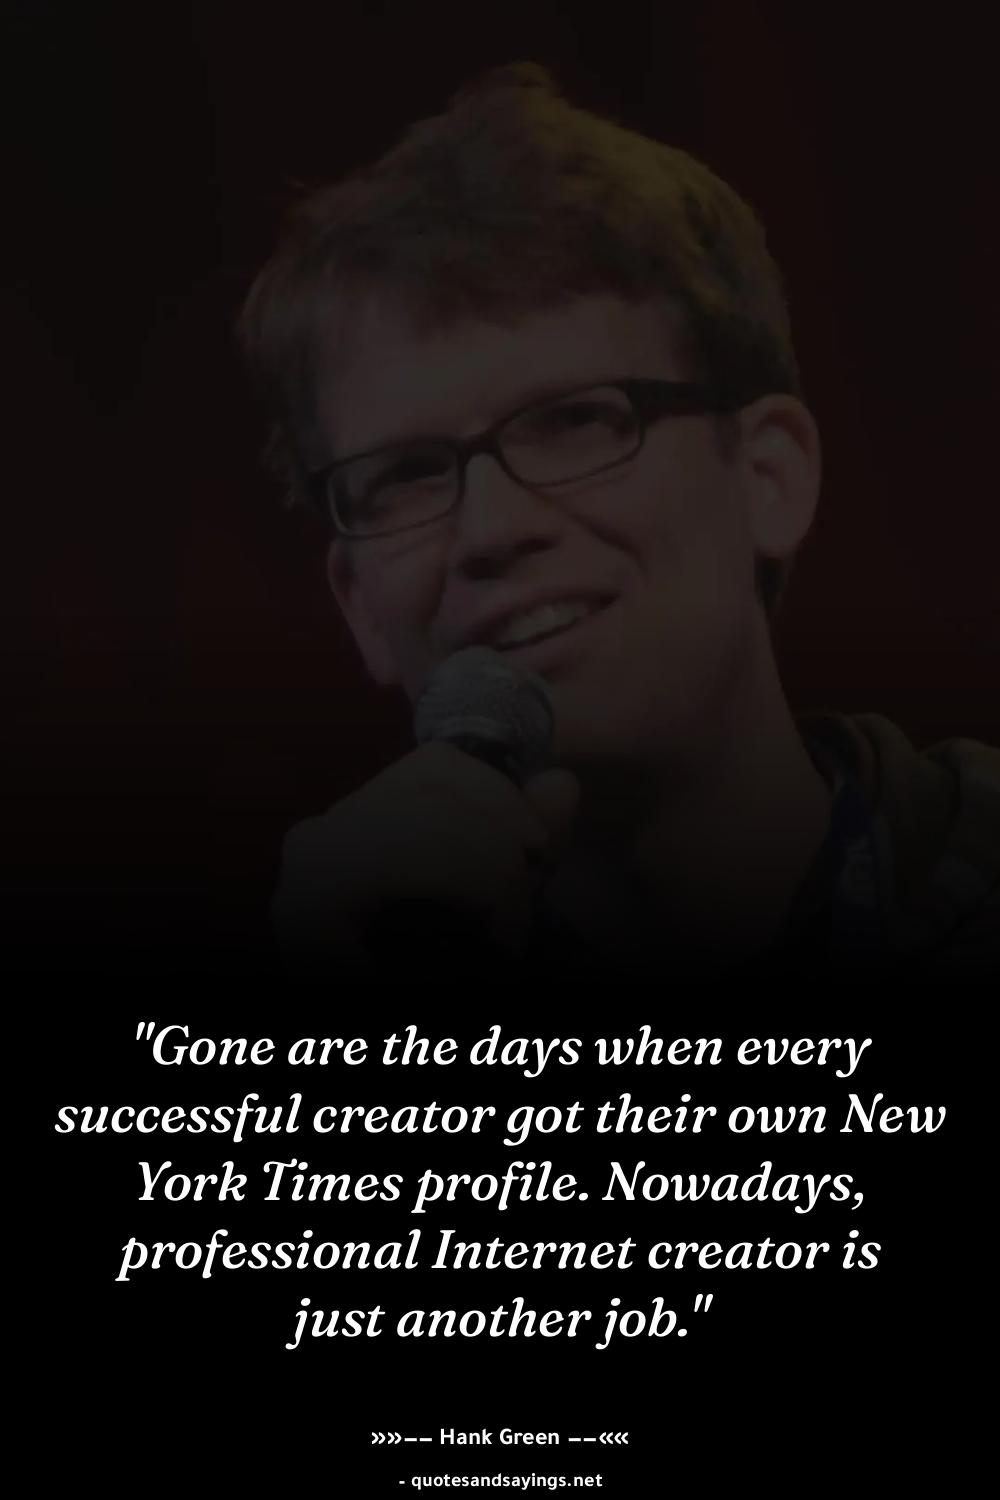 "Gone are the days when every
successful creator got their own New
York Times profile. Nowadays,
professional Internet creator is
just another job."
»»−− Hank Green −−««
- quotesandsayings.net